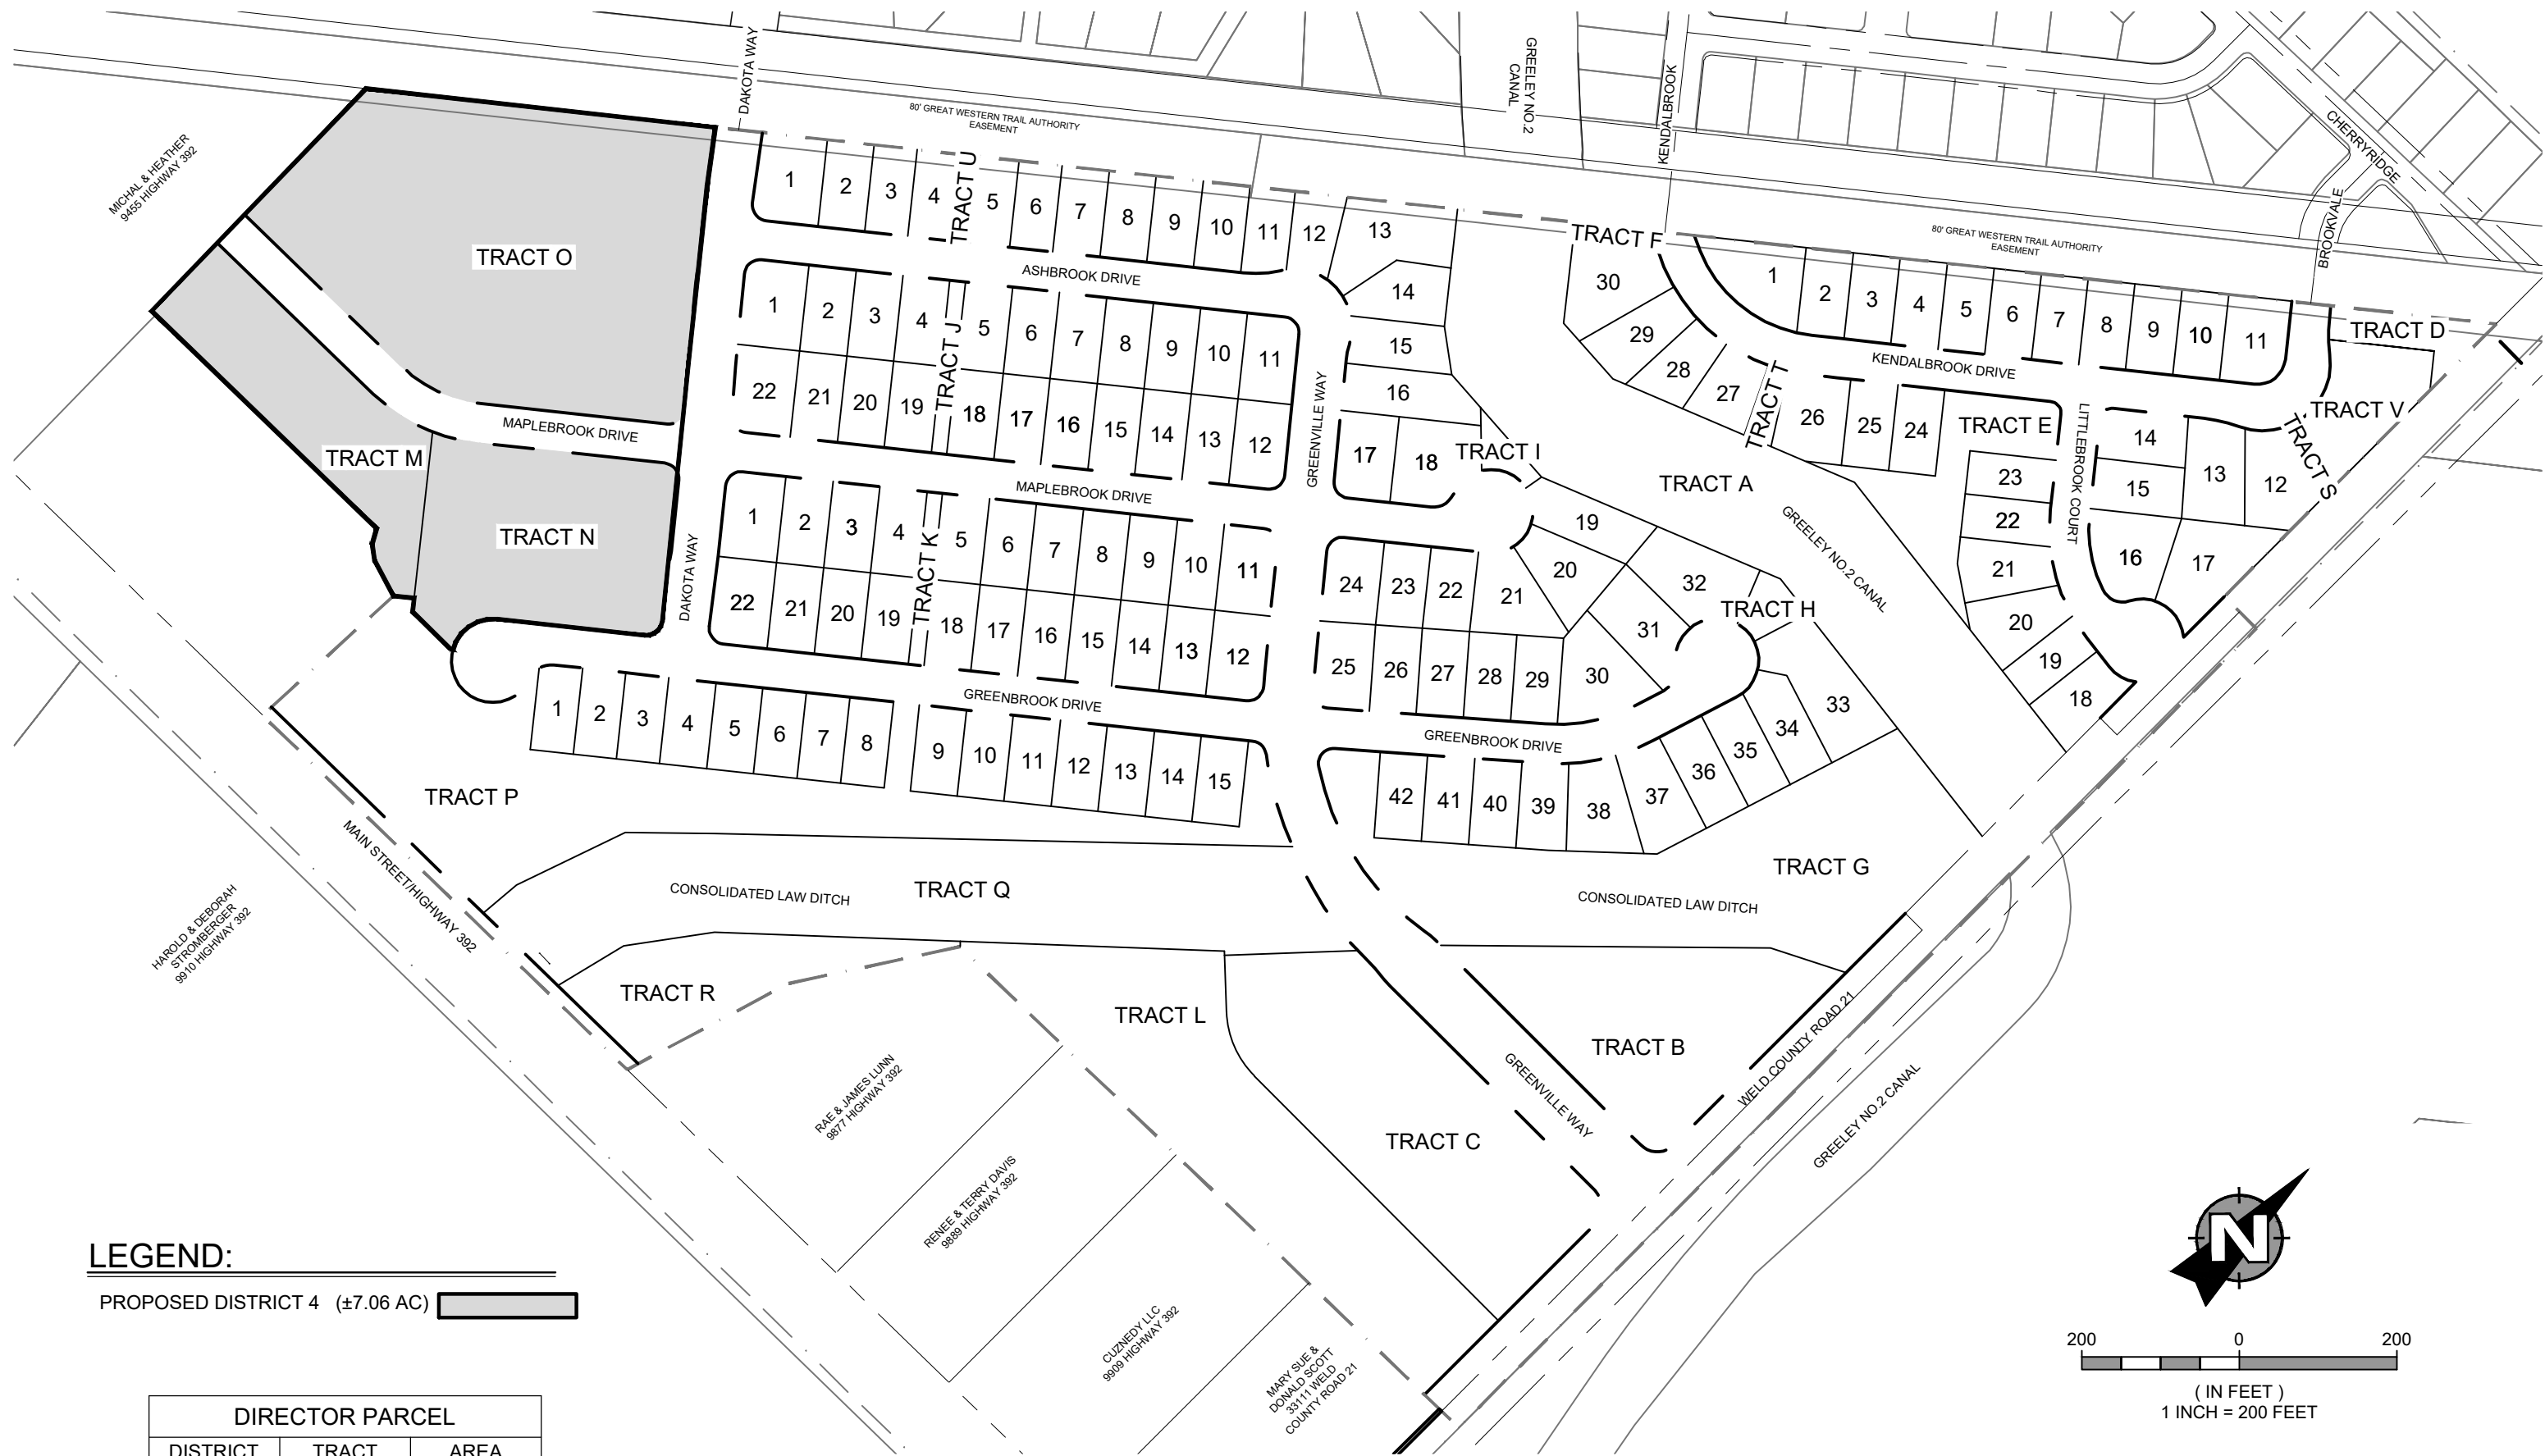 DAKOTA WAY
GREELEY NO.2
CANAL
KENDALBROOK
CHERRYRIDGE
BROOKVALE
80' GREAT WESTERN TRAIL AUTHORITY
EASEMENT
80' GREAT WESTERN TRAIL AUTHORITY
EASEMENT
MICHAL & HEATHER
9455 HIGHWAY 392
TRACT O
TRACT M
TRACT N
MAPLEBROOK DRIVE
DAKOTA WAY
1 2 3 4 5 6 7 8 9 10 11 12 13
14
15
16
17 18
TRACT U
ASHBROOK DRIVE
1 2 3 4 5 6 7 8 9 10 11
TRACT J
22 21 20 19 18 17 16 15 14 13 12
MAPLEBROOK DRIVE
GREENVILLE WAY
TRACT I
1 2 3 4 5 6 7 8 9 10 11
TRACT K
22 21 20 19 18 17 16 15 14 13 12
GREENBROOK DRIVE
1 2 3 4 5 6 7 8 9 10 11 12 13 14 15
TRACT F
30
29
28
27
TRACT T
26 25 24
1 2 3 4 5 6 7 8 9 10 11
KENDALBROOK DRIVE
TRACT D
TRACT V
TRACT S
TRACT E
LITTLEBROOK COURT
14
15
13 12
16 17
23
22
21
20
19
18
TRACT A
GREELEY NO.2 CANAL
19
20
24 23 22 21
32
31
TRACT H
25 26 27 28 29 30
GREENBROOK DRIVE
33
34
35
36
37
42 41 40 39 38
TRACT G
CONSOLIDATED LAW DITCH
TRACT P
MAIN STREET/HIGHWAY 392
CONSOLIDATED LAW DITCH
TRACT Q
HAROLD & DEBORAH
STROMBERGER
9910 HIGHWAY 392
TRACT R
TRACT L
TRACT B
TRACT C
GREENVILLE WAY
WELD COUNTY ROAD 21
GREELEY NO.2 CANAL
RAE & JAMES LUNN
9877 HIGHWAY 392
RENEE & TERRY DAVIS
9889 HIGHWAY 392
CUZNEDY LLC
9909 HIGHWAY 392
MARY SUE &
DONALD SCOTT
33111 WELD
COUNTY ROAD 21
LEGEND:
PROPOSED DISTRICT 4 (±7.06 AC)
DIRECTOR PARCEL
DISTRICT TRACT AREA
N
200 0 200
( IN FEET )
1 INCH = 200 FEET